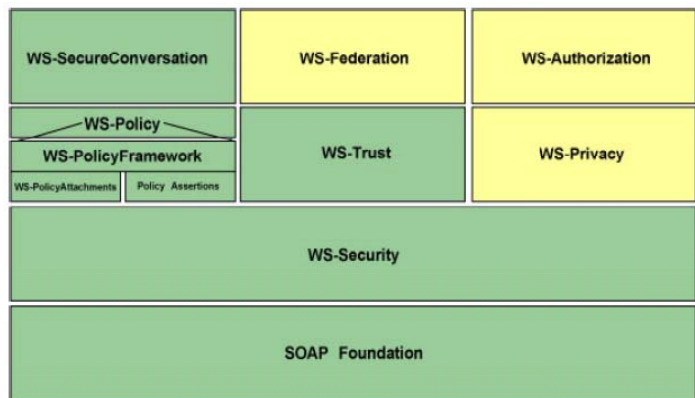 WS-SecureConversation
WS-Federation
WS-Authorization
WS-Policy
WS-PolicyFramework
WS-PolicyAttachments
Policy Assertions
WS-Trust
WS-Privacy
WS-Security
SOAP Foundation